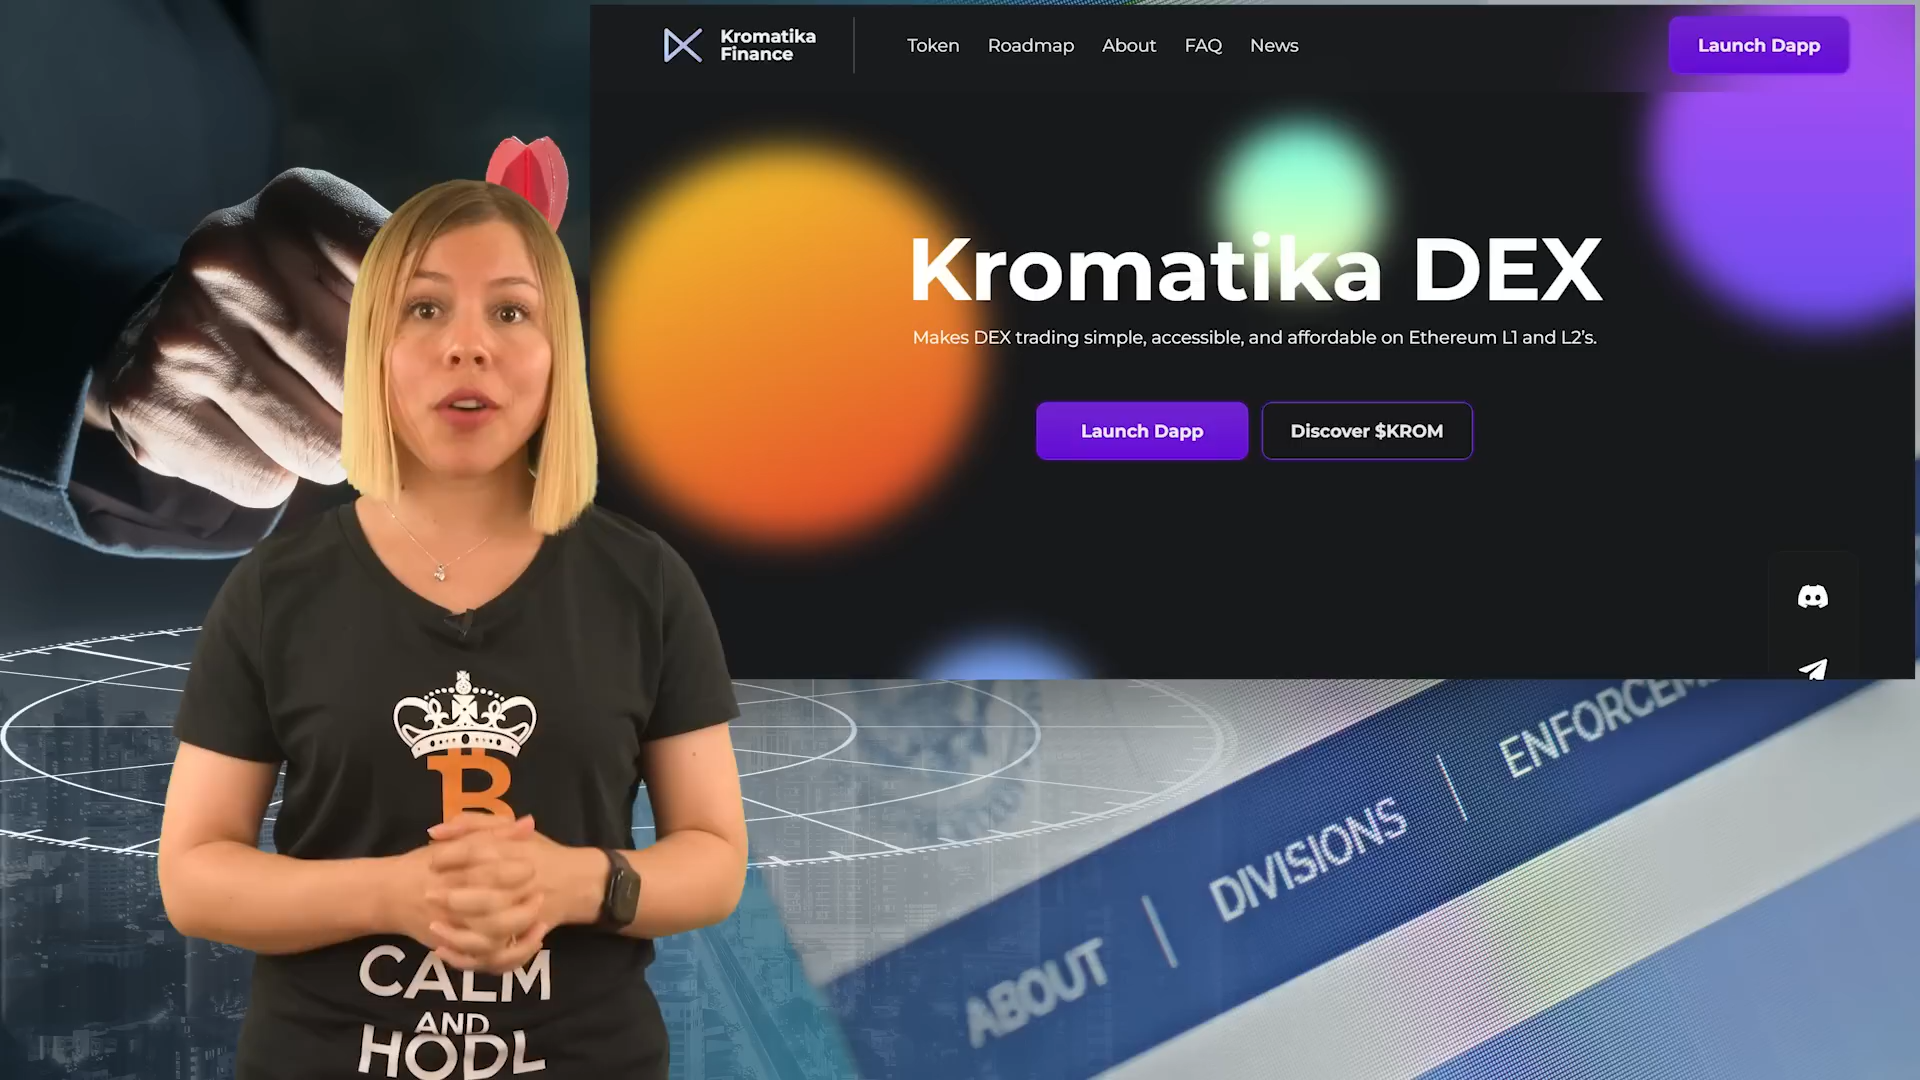 Kromatika
Finance
Token Roadmap About FAQ News
Launch Dapp
Kromatika DEX
Makes DEX trading simple, accessible, and affordable on Ethereum L1 and L2's.
Launch Dapp Discover $KROM
CALM
AND
HODL
ABOUT | DIVISIONS |